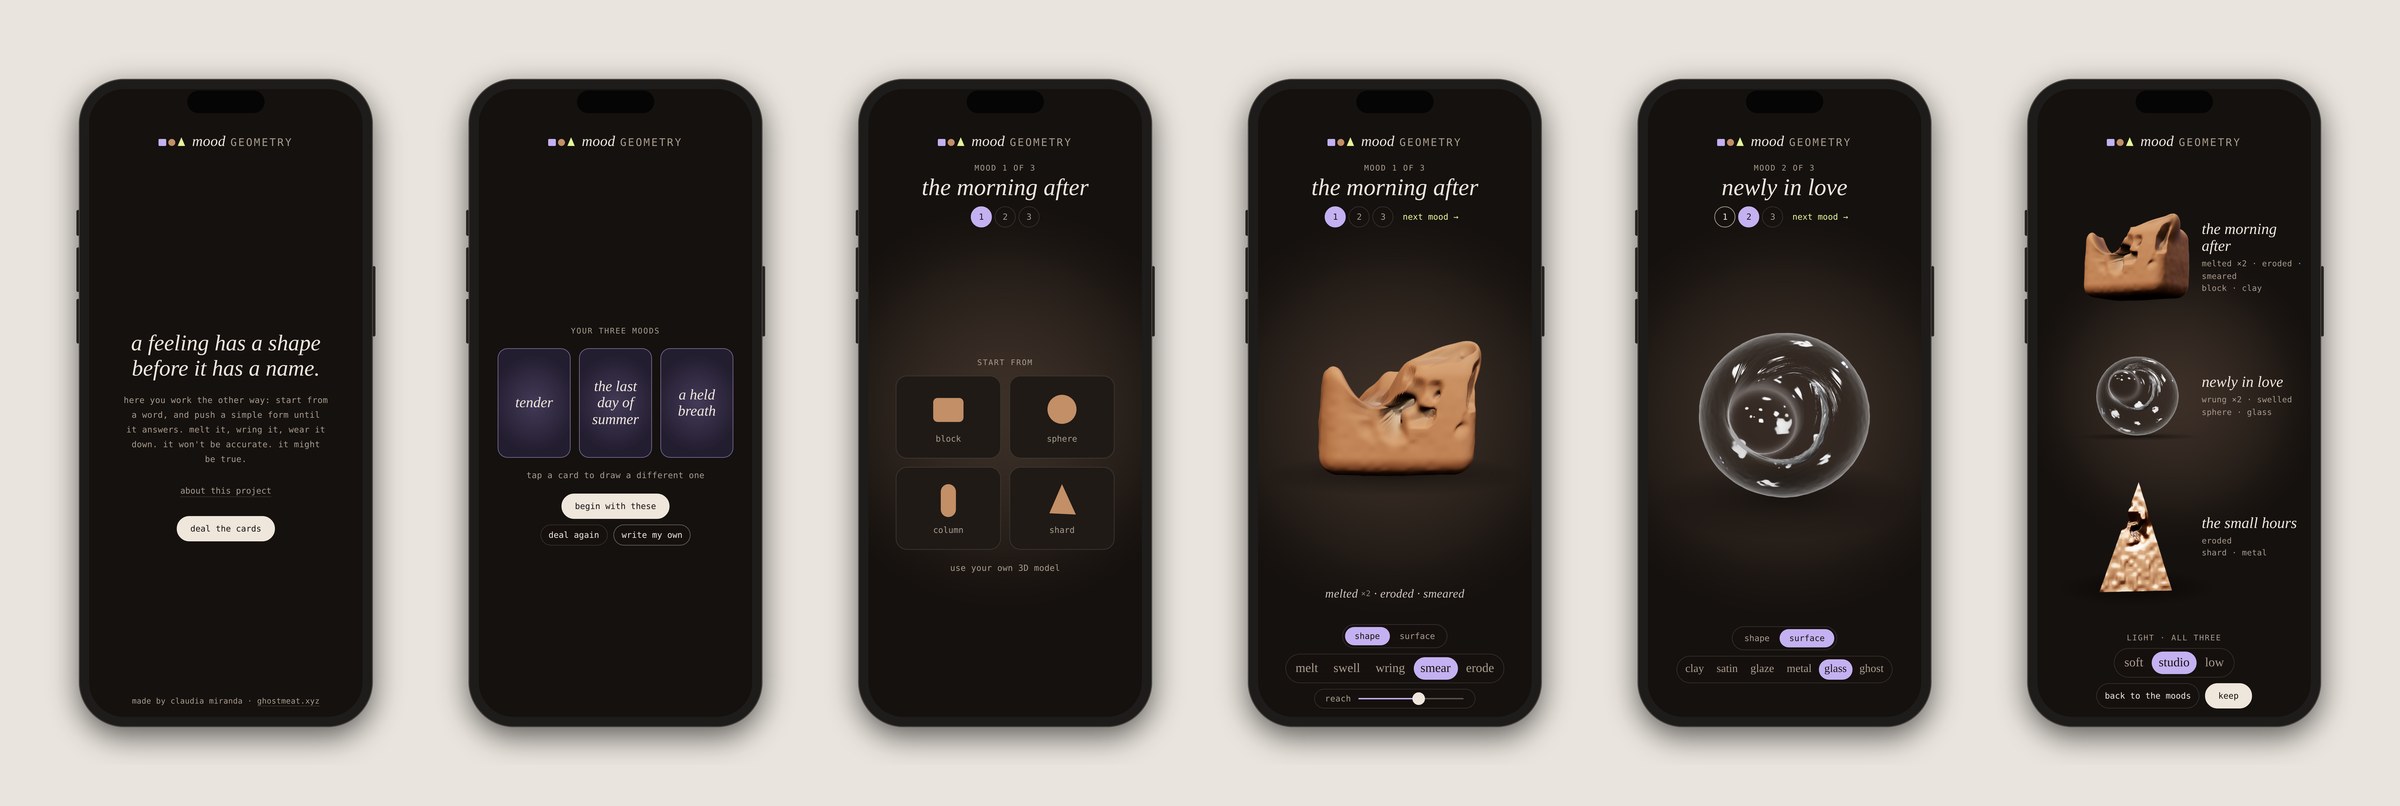 mood GEOMETRY
a feeling has a shape
before it has a name.
here you work the other way: start from
a word, and push a simple form until
it answers. melt it, wring it, wear it
down. it won't be accurate. it might
be true.
about this project
deal the cards
made by claudia miranda · ghostmeat.xyz
mood GEOMETRY
YOUR THREE MOODS
tender
the last
day of
summer
a held
breath
tap a card to draw a different one
begin with these
deal again
write my own
mood GEOMETRY
MOOD 1 OF 3
the morning after
1 2 3
START FROM
block
sphere
column
shard
use your own 3D model
mood GEOMETRY
MOOD 1 OF 3
the morning after
1 2 3 next mood →
melted ×2 · eroded · smeared
shape surface
melt swell wring smear erode
reach
mood GEOMETRY
MOOD 2 OF 3
newly in love
1 2 3 next mood →
shape surface
clay satin glaze metal glass ghost
mood GEOMETRY
the morning
after
melted ×2 · eroded ·
smeared
block · clay
newly in love
wrung ×2 · swelled
sphere · glass
the small hours
eroded
shard · metal
LIGHT · ALL THREE
soft studio low
back to the moods keep